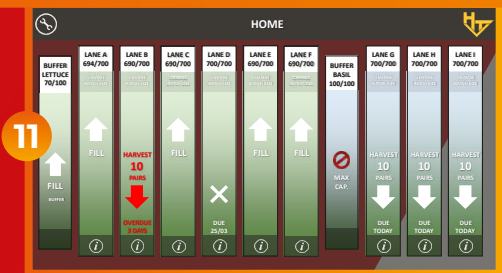 HOME
11
BUFFER
LETTUCE
70/100
FILL
BUFFER
LANE A
694/700
FILL
i
LANE B
690/700
HARVEST
10
PAIRS
OVERDUE
3 DAYS
i
LANE C
690/700
FILL
i
LANE D
700/700
DUE
25/03
i
LANE E
690/700
FILL
i
LANE F
690/700
FILL
i
BUFFER
BASIL
100/100
MAX
CAP.
LANE G
700/700
HARVEST
10
PAIRS
DUE
TODAY
i
LANE H
700/700
HARVEST
10
PAIRS
DUE
TODAY
i
LANE I
700/700
HARVEST
10
PAIRS
DUE
TODAY
i